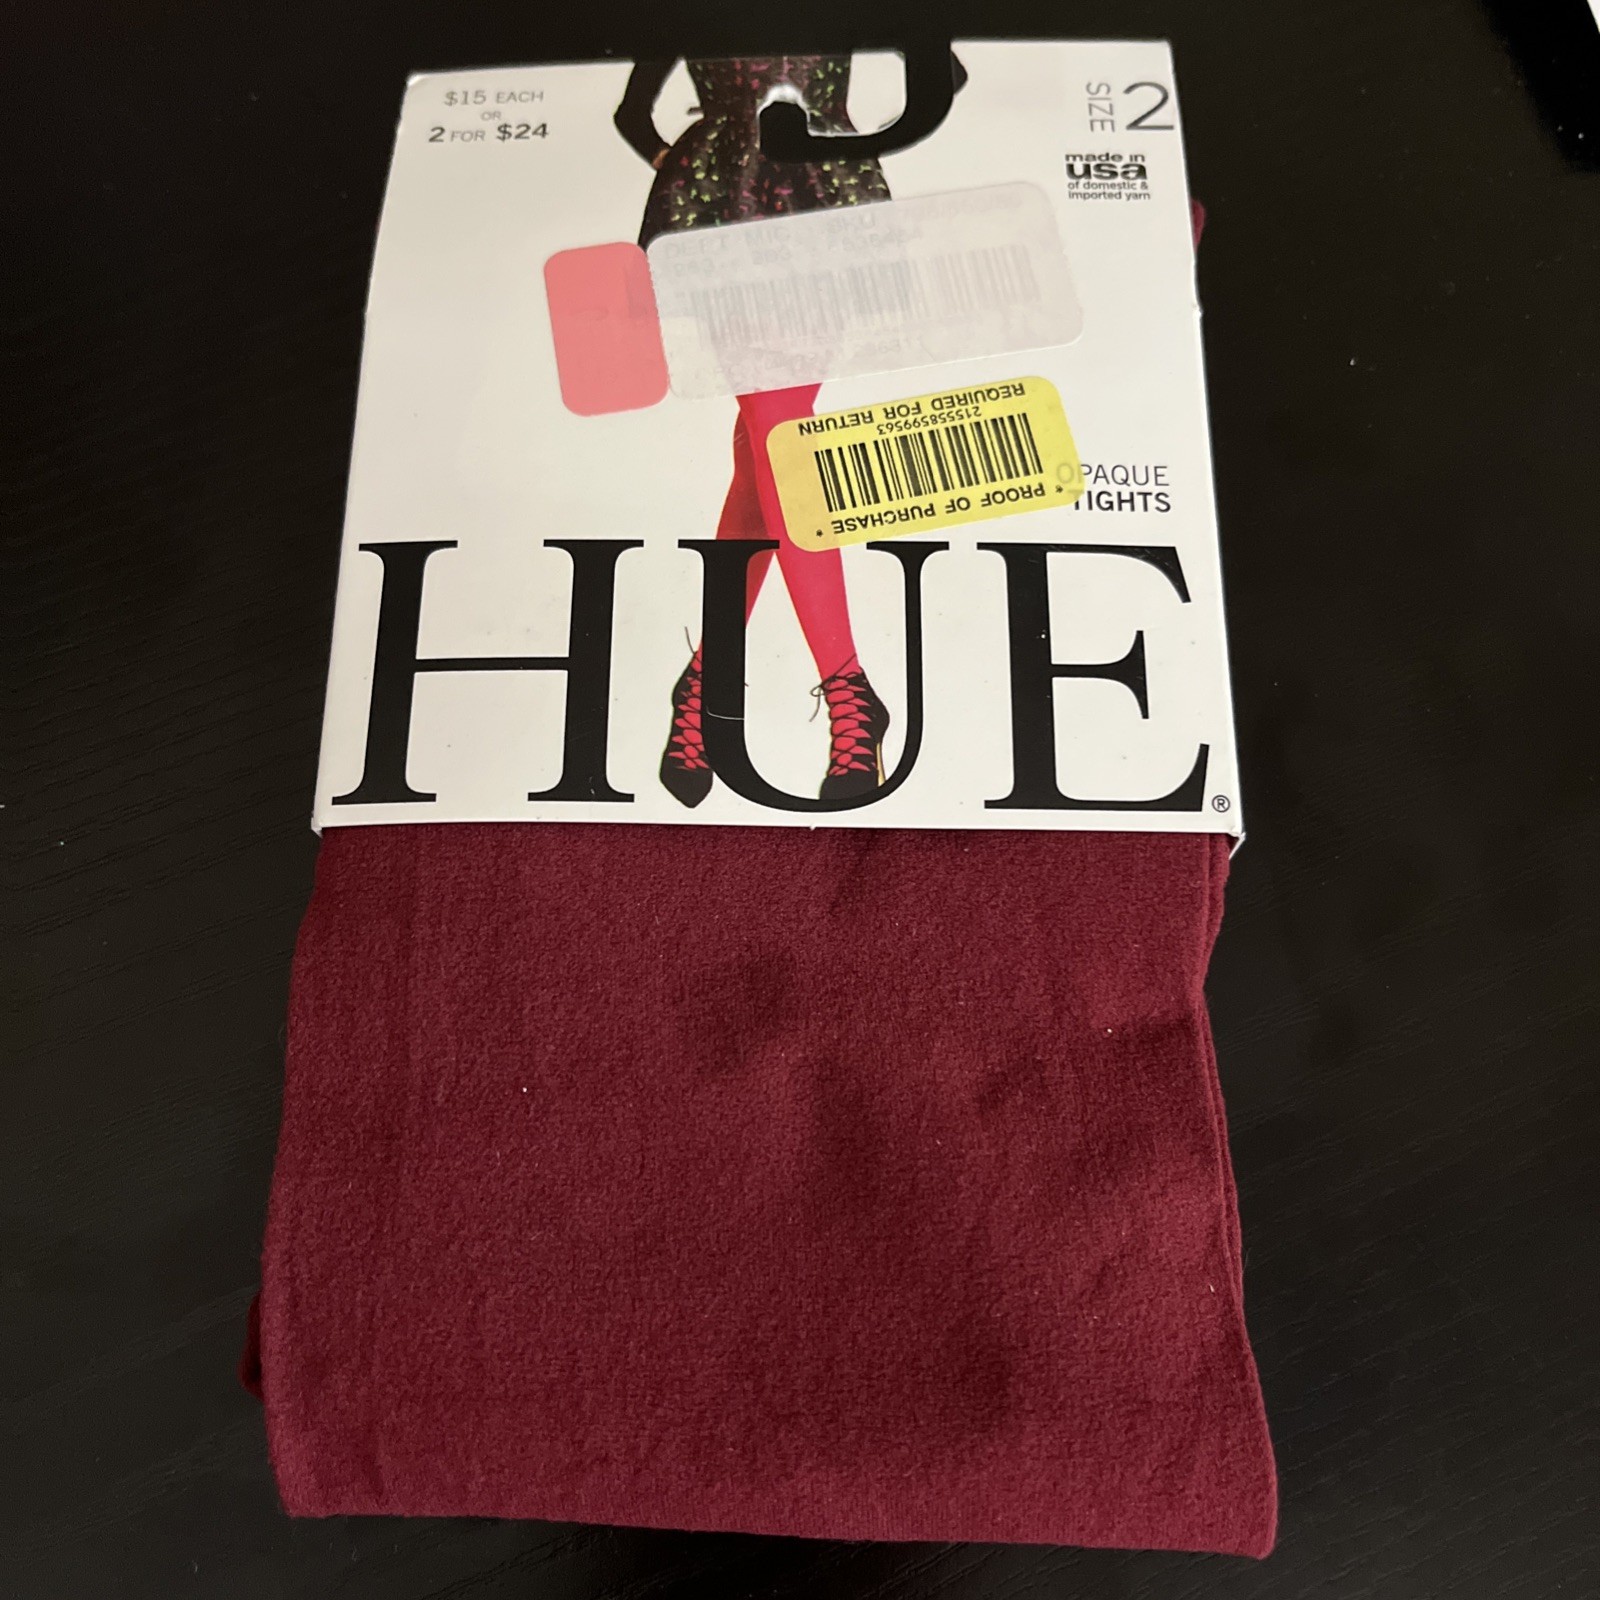 $15 EACH
OR
2 FOR $24
SIZE 2
made in
usa
of domestic &
imported yarn
* PROOF OF PURCHASE *
21555859563
REQUIRED FOR RETURN
OPAQUE
TIGHTS
HUE®